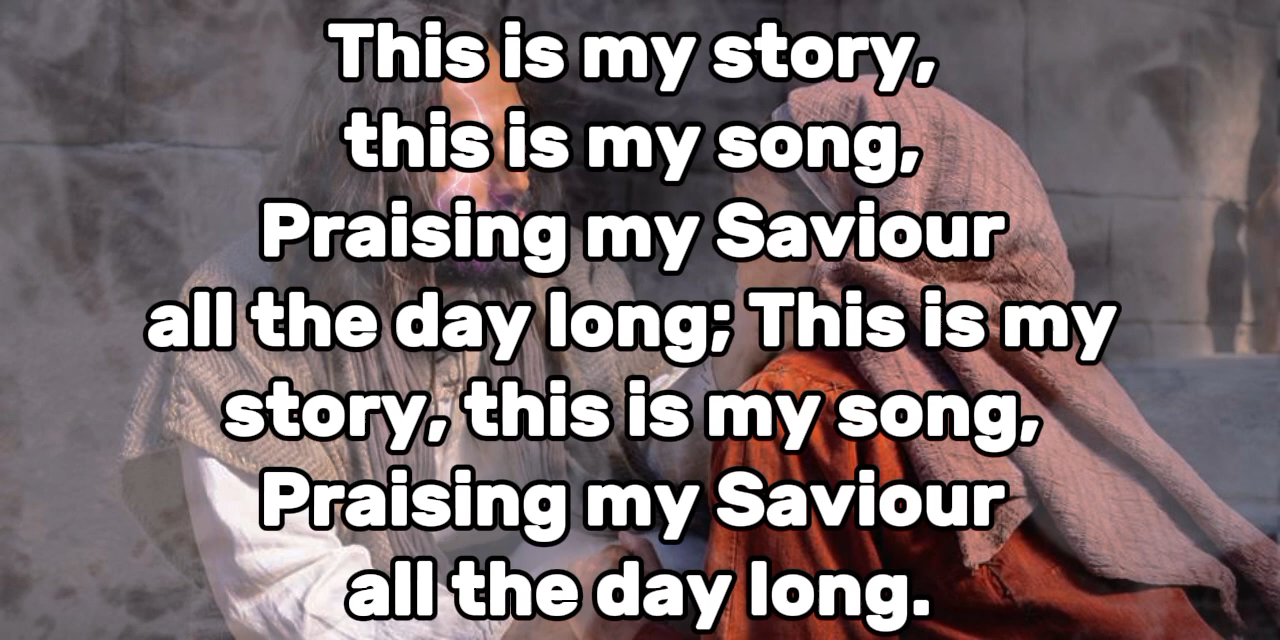 This is my story,
this is my song,
Praising my Saviour
all the day long; This is my
story, this is my song,
Praising my Saviour
all the day long.